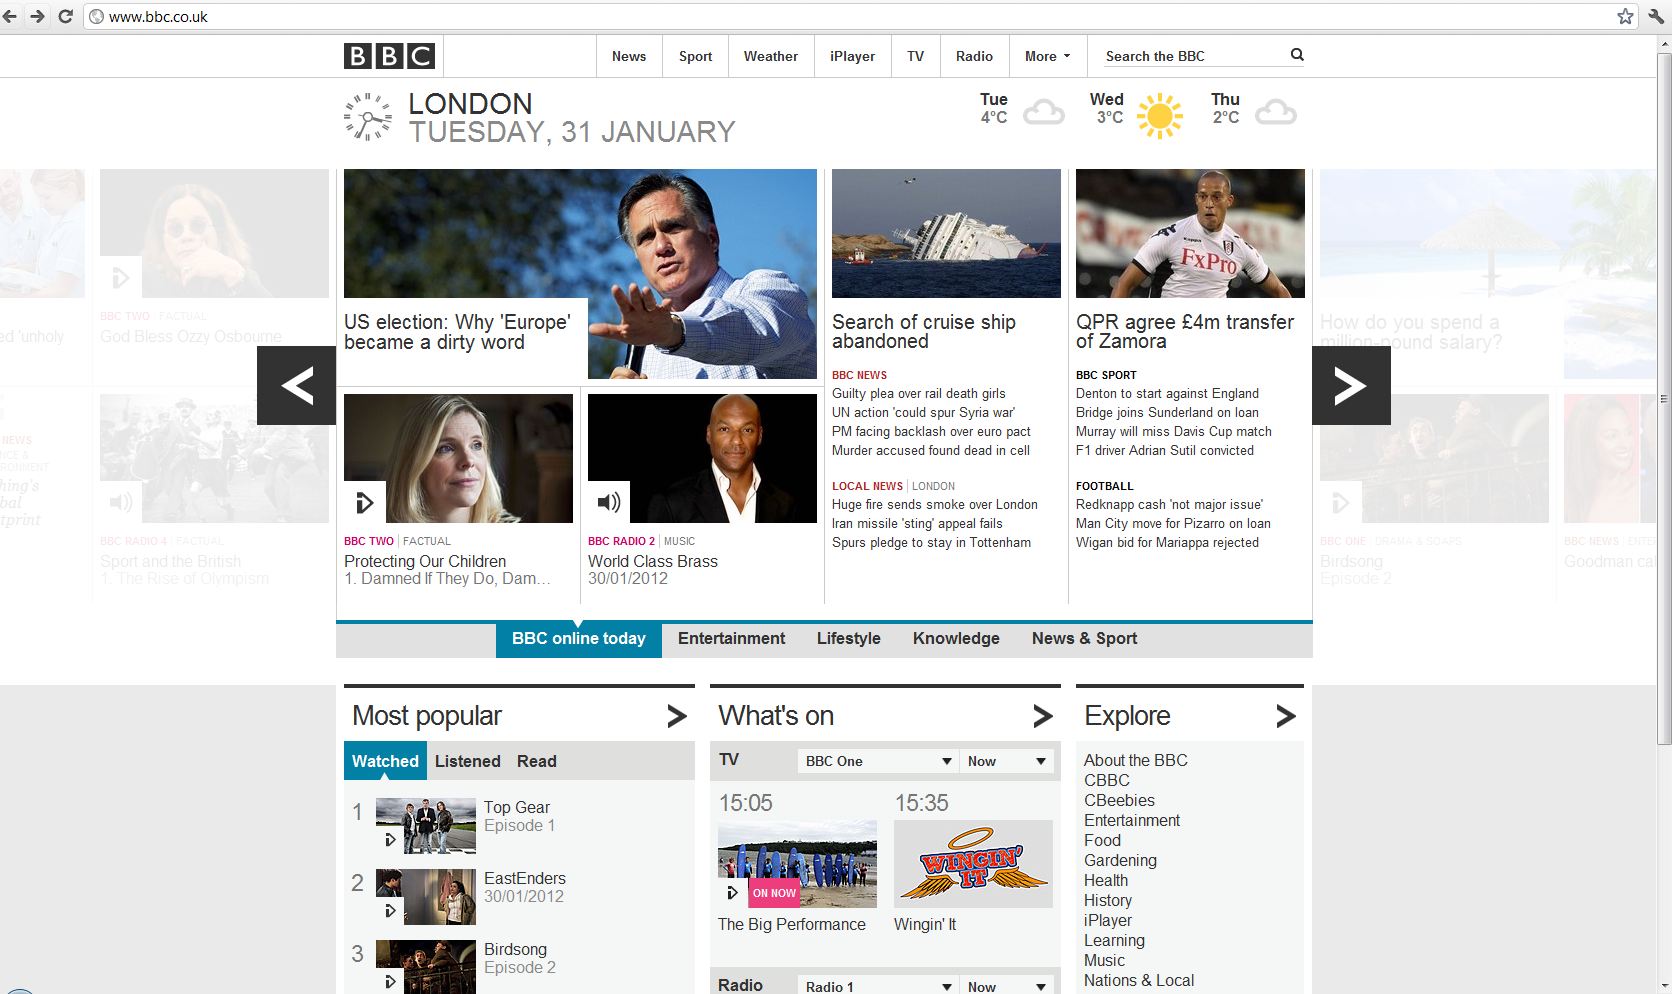 www.bbc.co.uk
BBC
News
Sport
Weather
iPlayer
TV
Radio
More
Search the BBC
LONDON
TUESDAY, 31 JANUARY
Tue
4°C
Wed
3°C
Thu
2°C
ed 'unholy
NEWS
NCE &
RONMENT
hing's
bal
tprint
BBC TWO FACTUAL
God Bless Ozzy Osbourne
BBC RADIO 4 FACTUAL
Sport and the British
1. The Rise of Olympism
<
US election: Why 'Europe'
became a dirty word
BBC TWO | FACTUAL
Protecting Our Children
1. Damned If They Do, Dam...
BBC RADIO 2 | MUSIC
World Class Brass
30/01/2012
Search of cruise ship
abandoned
BBC NEWS
Guilty plea over rail death girls
UN action 'could spur Syria war'
PM facing backlash over euro pact
Murder accused found dead in cell
LOCAL NEWS | LONDON
Huge fire sends smoke over London
Iran missile 'sting' appeal fails
Spurs pledge to stay in Tottenham
FxPro
QPR agree £4m transfer
of Zamora
BBC SPORT
Denton to start against England
Bridge joins Sunderland on loan
Murray will miss Davis Cup match
F1 driver Adrian Sutil convicted
FOOTBALL
Redknapp cash 'not major issue'
Man City move for Pizarro on loan
Wigan bid for Mariappa rejected
>
How do you spend a
million-pound salary?
BBC ONE DRAMA & SOAPS
Birdsong
Episode 2
BBC NEWS ENTE
Goodman cal
BBC online today
Entertainment
Lifestyle
Knowledge
News & Sport
Most popular
Watched
Listened
Read
1
Top Gear
Episode 1
2
EastEnders
30/01/2012
3
Birdsong
Episode 2
What's on
TV
BBC One
Now
15:05
ON NOW
The Big Performance
15:35
WINGIN' IT
Wingin' It
Radio
Radio 1
Now
Explore
About the BBC
CBBC
CBeebies
Entertainment
Food
Gardening
Health
History
iPlayer
Learning
Music
Nations & Local